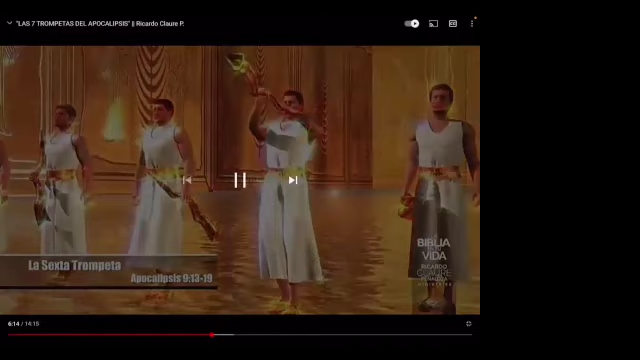 "LAS 7 TROMPETAS DEL APOCALIPSIS" || Ricardo Claure P.
La Sexta Trompeta
Apocalipsis 9:13-19
BIBLIA
VIDA
RICARDO
CLAURE
6:14 / 14:15